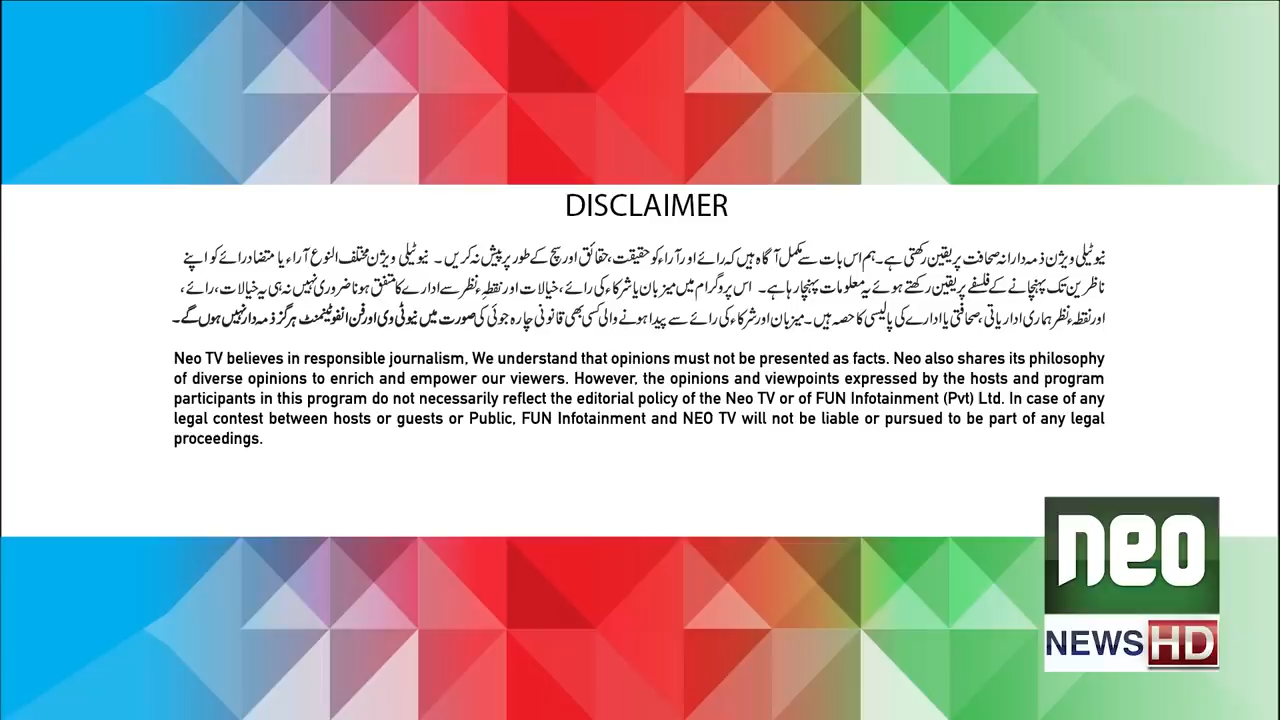 DISCLAIMER
نیوٹیلی ویژن ذمہ دارانہ صحافت پر یقین رکھتی ہے۔ ہم اس بات سے مکمل آگاہ ہیں کہ رائے اور آراء کو حقیقت، حقائق اور سچ کے طور پر پیش نہ کریں ۔ نیوٹیلی ویژن مختلف النوع آراء یا متضاد رائے کو اپنے
ناظرین تک پہنچانے کے فلسفے پر یقین رکھتے ہوئے یہ معلومات پہنچا رہا ہے۔ اس پروگرام میں میزبان یا شرکاء کی رائے، خیالات اور نقطہء نظر سے ادارے کا متفق ہونا ضروری نہیں نہ ہی یہ خیالات، رائے،
اور نقطہء نظر ہماری ادارياتی، صحافتی یا ادارے کی پالیسی کا حصہ ہیں۔ میزبان اور شرکاء کی رائے سے پیدا ہونے والی کسی بھی قانونی چارہ جوئی کی صورت میں نیو ٹی وی اور فن انفوٹینمنٹ ہرگز ذمہ دار نہیں ہوں گے۔
Neo TV believes in responsible journalism, We understand that opinions must not be presented as facts. Neo also shares its philosophy
of diverse opinions to enrich and empower our viewers. However, the opinions and viewpoints expressed by the hosts and program
participants in this program do not necessarily reflect the editorial policy of the Neo TV or of FUN Infotainment (Pvt) Ltd. In case of any
legal contest between hosts or guests or Public, FUN Infotainment and NEO TV will not be liable or pursued to be part of any legal
proceedings.
neo
NEWS HD